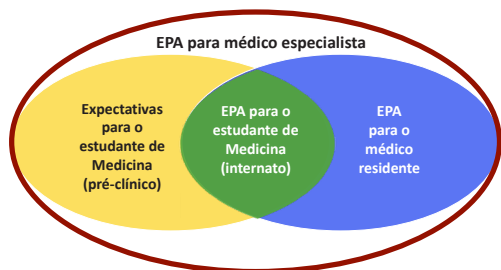 EPA para médico especialista
Expectativas
para o
estudante de
Medicina
(pré-clínico)
EPA para o
estudante de
Medicina
(internato)
EPA
para o
médico
residente